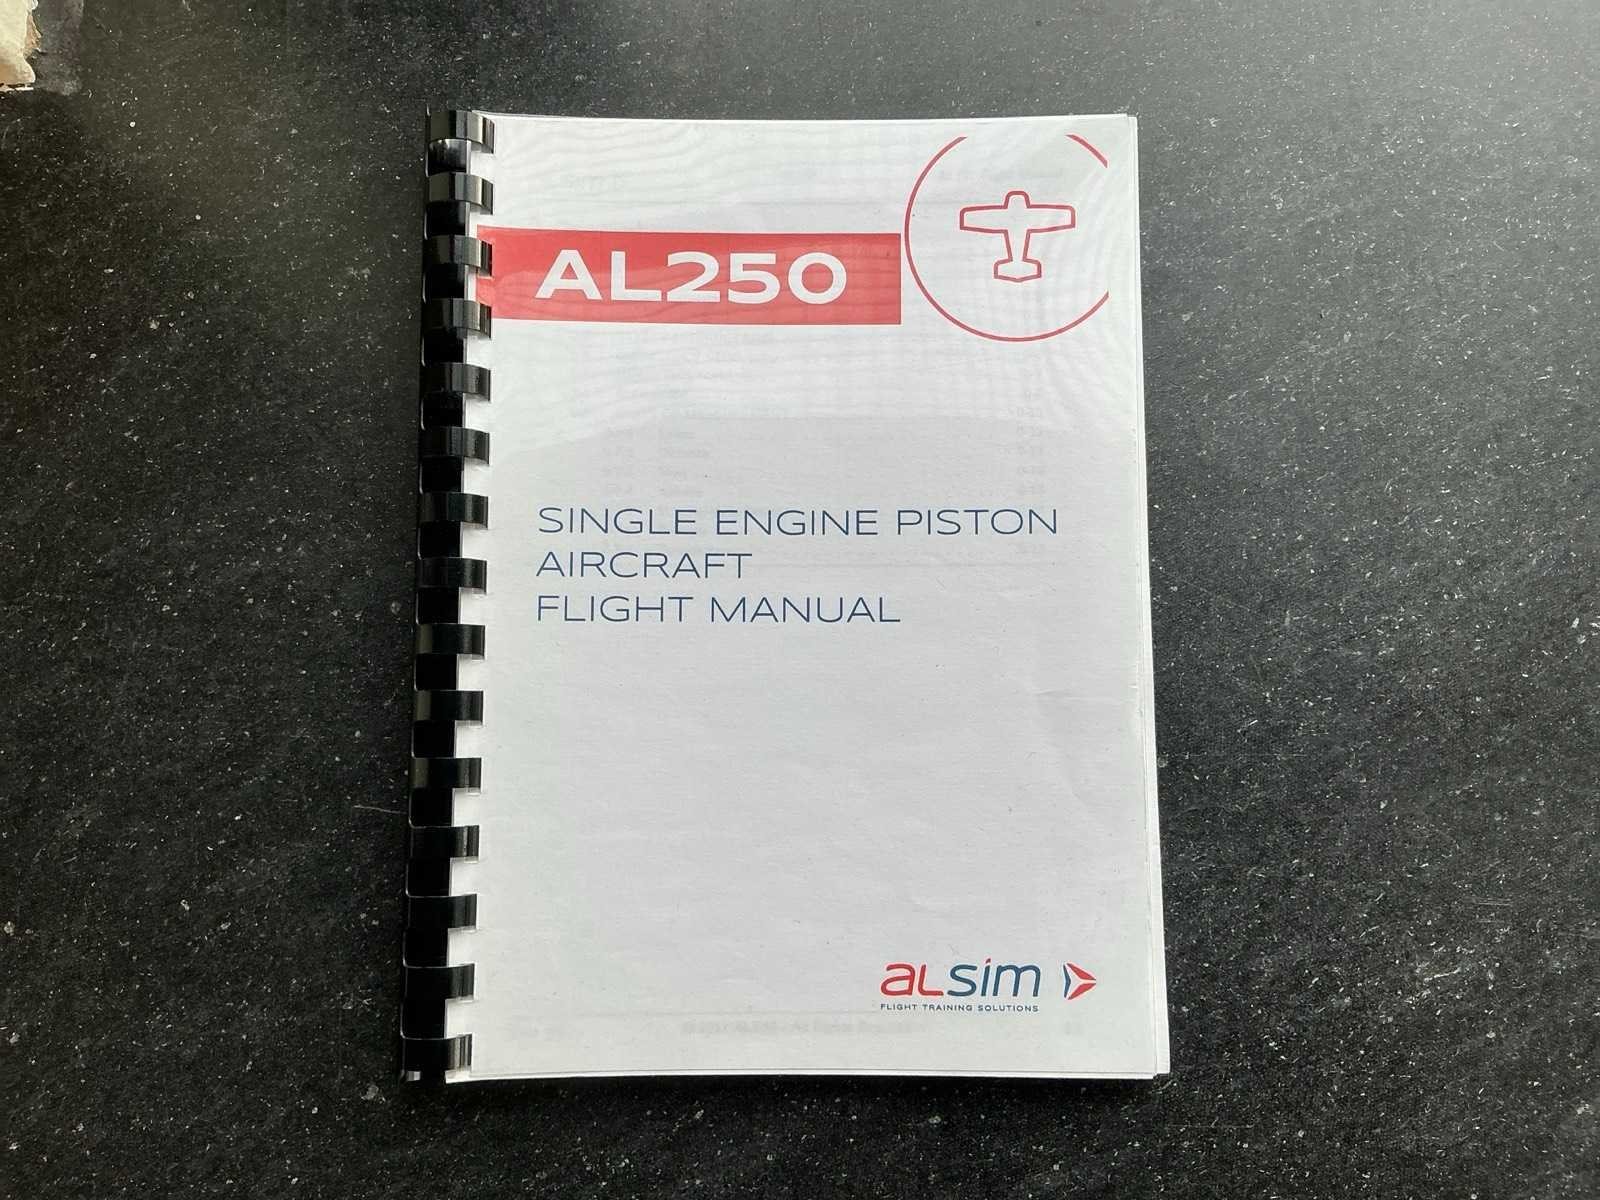 AL250
SINGLE ENGINE PISTON
AIRCRAFT
FLIGHT MANUAL
alsim
FLIGHT TRAINING SOLUTIONS